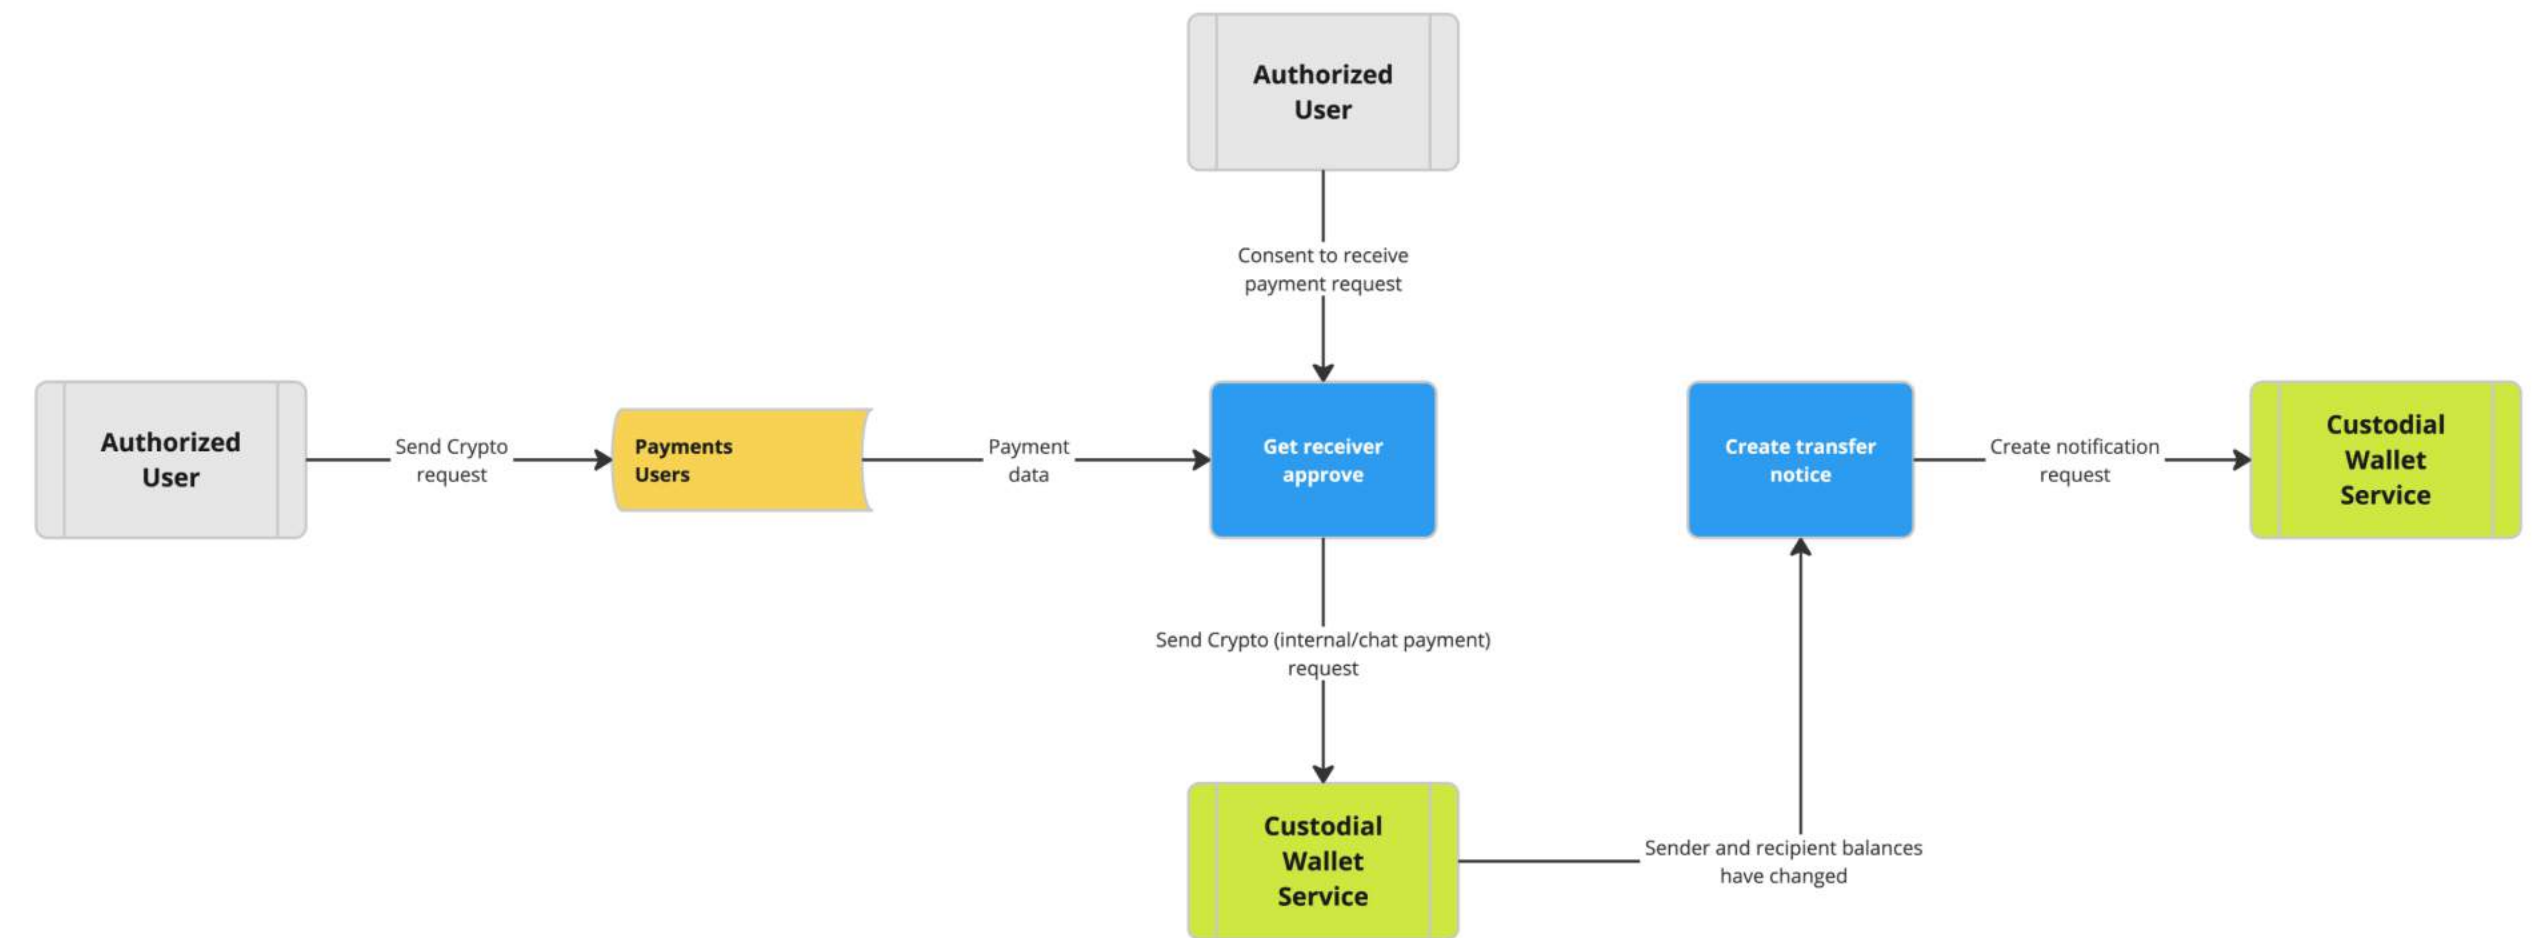 Authorized
User
Consent to receive
payment request
Authorized
User
Send Crypto
request
Payments
Users
Payment
data
Get receiver
approve
Create transfer
notice
Create notification
request
Custodial
Wallet
Service
Send Crypto (internal/chat payment)
request
Custodial
Wallet
Service
Sender and recipient balances
have changed